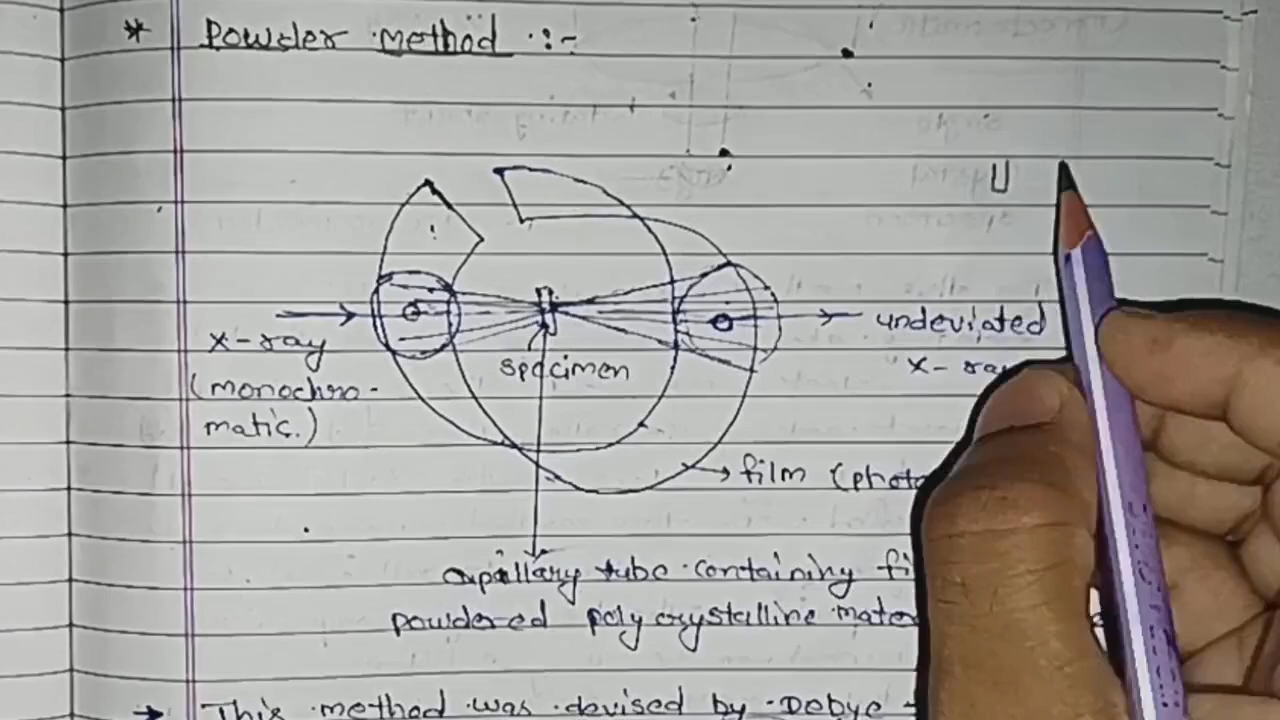 * Powder method :-
x-ray
(monochro-
matic.)
specimen
undeviated
x-ray
film (photo
capillary tube containing fi
powdered polycrystalline mater
→ This method was devised by Debye -